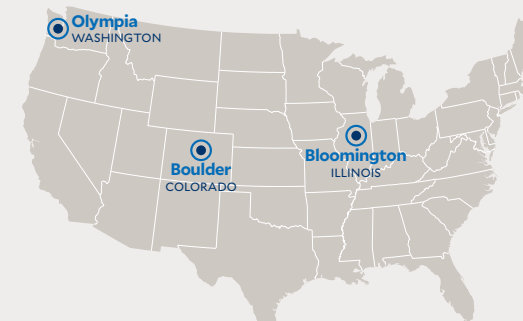 Olympia
WASHINGTON
Boulder
COLORADO
Bloomington
ILLINOIS